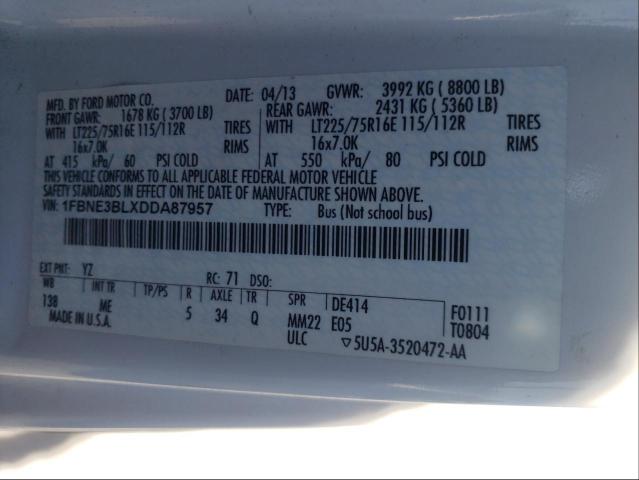 MFD. BY FORD MOTOR CO.
DATE: 04/13 GVWR: 3992 KG ( 8800 LB)
FRONT GAWR: 1678 KG ( 3700 LB)
REAR GAWR: 2431 KG ( 5360 LB)
WITH LT225/75R16E 115/112R TIRES
WITH LT225/75R16E 115/112R TIRES
16x7.0K RIMS
16x7.0K RIMS
AT 415 kPa/ 60 PSI COLD
AT 550 kPa/ 80 PSI COLD
THIS VEHICLE CONFORMS TO ALL APPLICABLE FEDERAL MOTOR VEHICLE
SAFETY STANDARDS IN EFFECT ON THE DATE OF MANUFACTURE SHOWN ABOVE.
VIN: 1FBNE3BLXDDA87957 TYPE: Bus (Not school bus)
EXT PNT: YZ RC: 71 DSO:
WB INT TR TP/PS R AXLE TR SPR DE414 F0111
138 ME 5 34 Q MM22 E05 T0804
MADE IN U.S.A. ULC ▽5U5A-3520472-AA